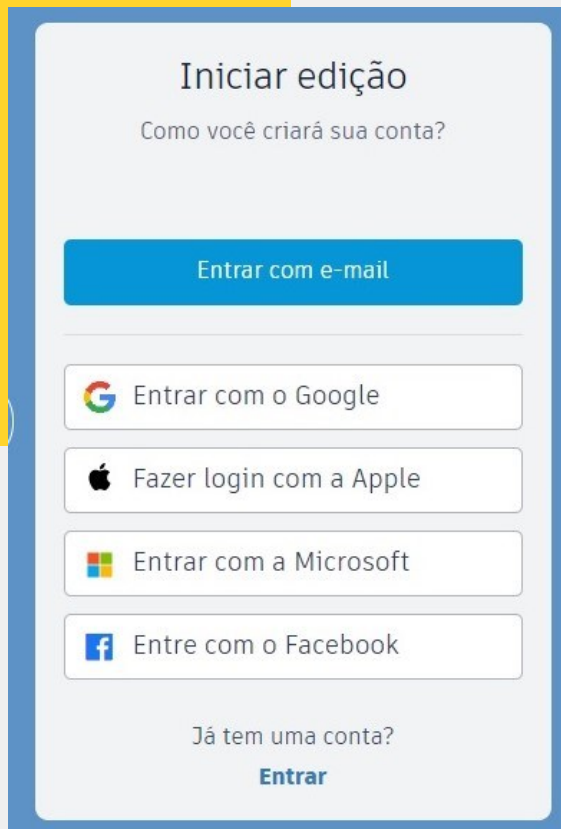 Iniciar edição
Como você criará sua conta?
Entrar com e-mail
Entrar com o Google
Fazer login com a Apple
Entrar com a Microsoft
Entre com o Facebook
Já tem uma conta?
Entrar